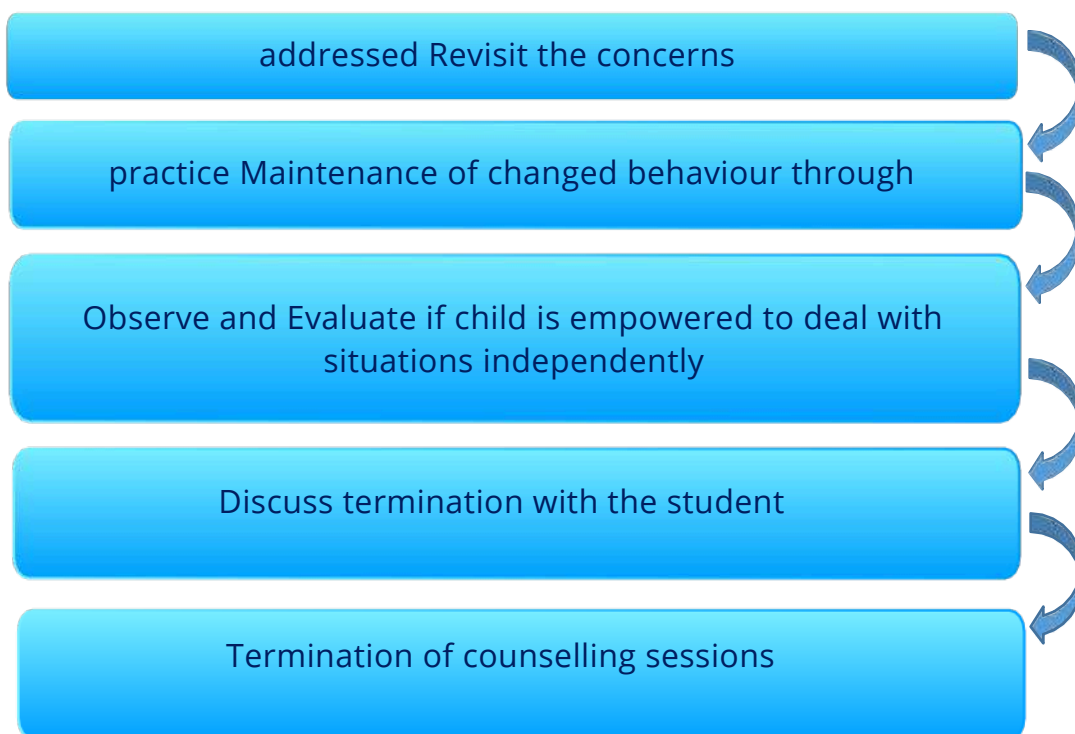 addressed Revisit the concerns
practice Maintenance of changed behaviour through
Observe and Evaluate if child is empowered to deal with
situations independently
Discuss termination with the student
Termination of counselling sessions